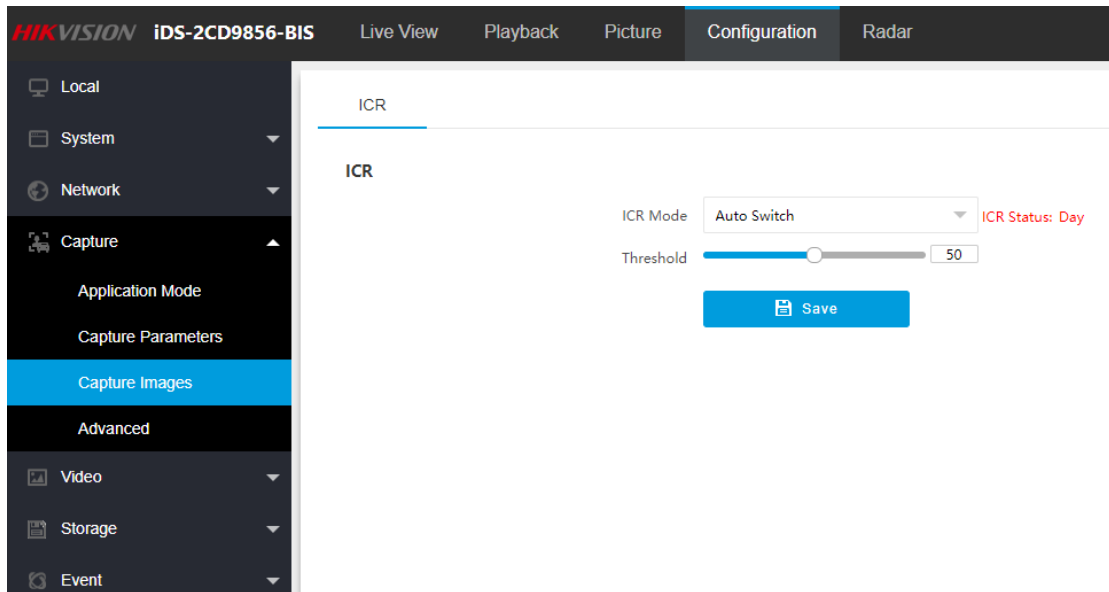 HIKVISION iDS-2CD9856-BIS Live View Playback Picture Configuration Radar
Local
System
Network
Capture
Application Mode
Capture Parameters
Capture Images
Advanced
Video
Storage
Event
ICR
ICR
ICR Mode Auto Switch ICR Status: Day
Threshold 50
Save